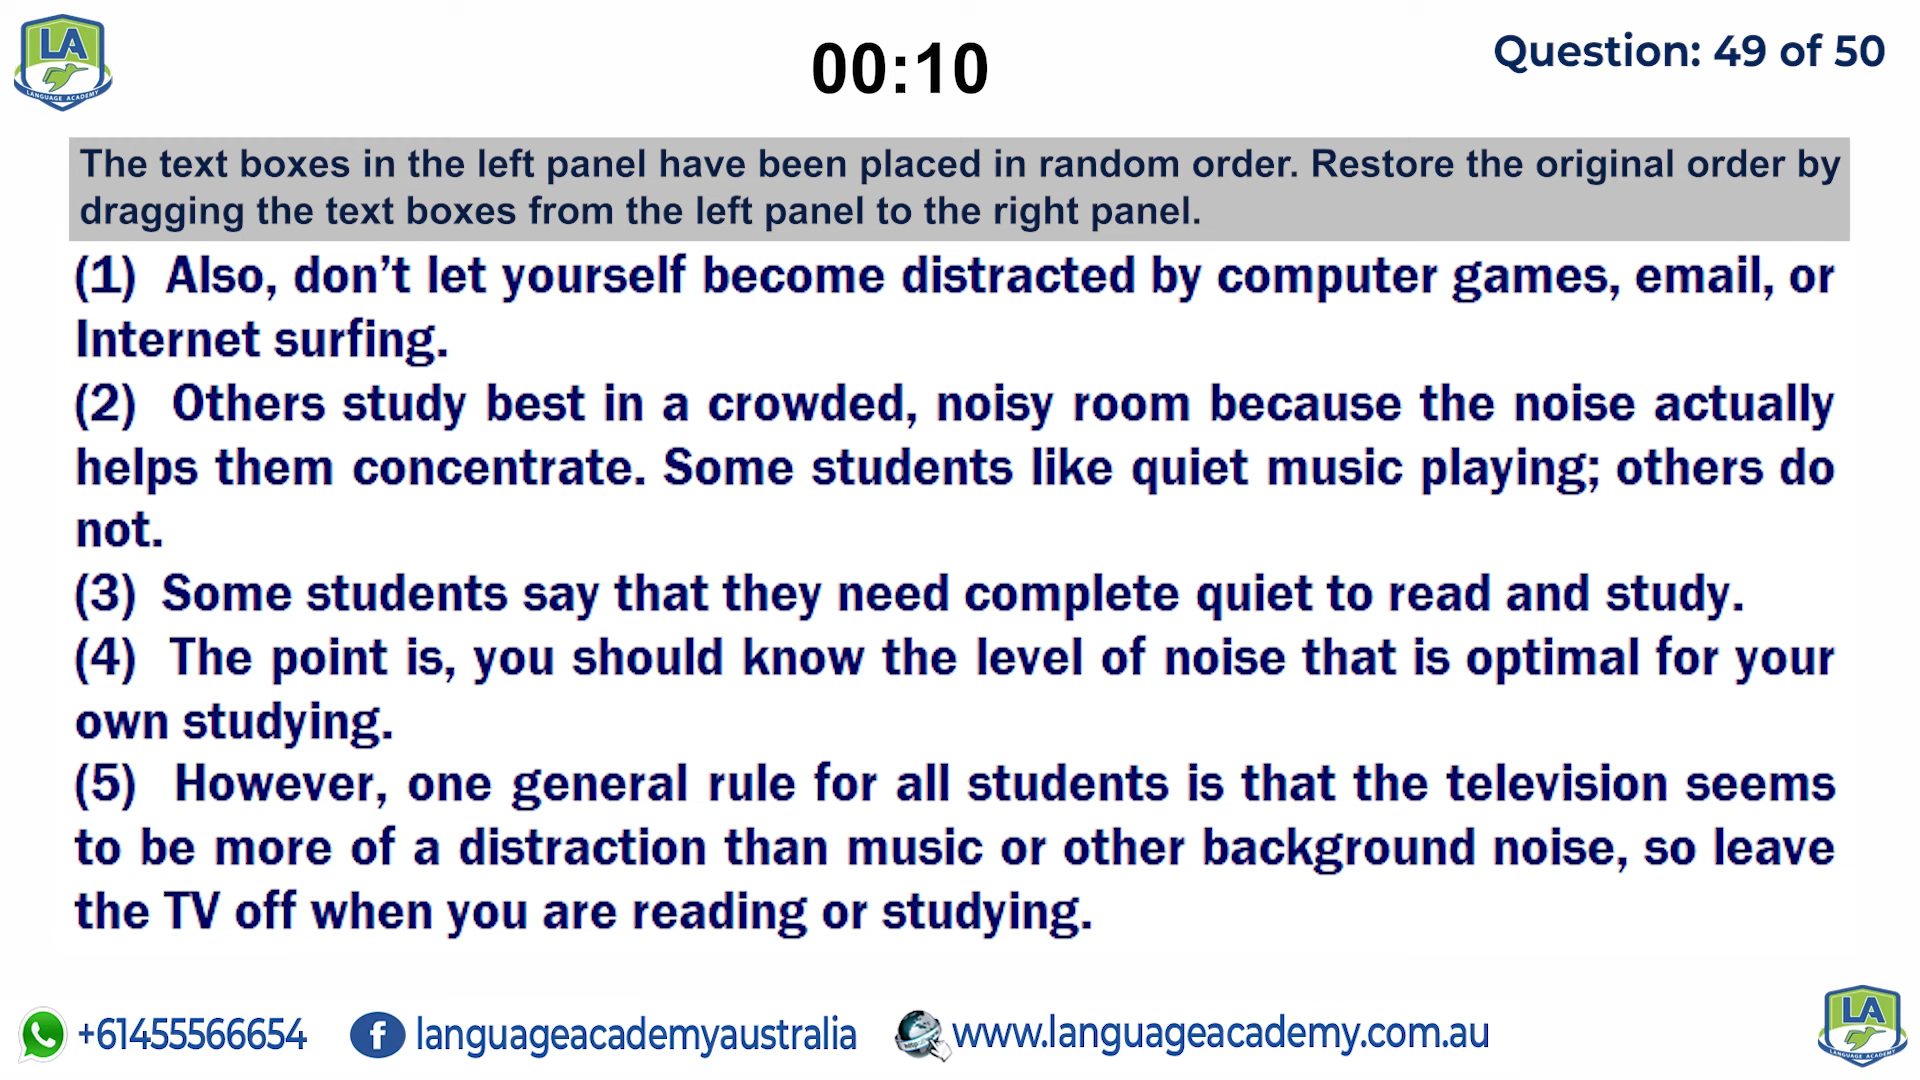 LA
LANGUAGE ACADEMY
00:10
Question: 49 of 50
The text boxes in the left panel have been placed in random order. Restore the original order by
dragging the text boxes from the left panel to the right panel.
(1) Also, don’t let yourself become distracted by computer games, email, or
Internet surfing.
(2) Others study best in a crowded, noisy room because the noise actually
helps them concentrate. Some students like quiet music playing; others do
not.
(3) Some students say that they need complete quiet to read and study.
(4) The point is, you should know the level of noise that is optimal for your
own studying.
(5) However, one general rule for all students is that the television seems
to be more of a distraction than music or other background noise, so leave
the TV off when you are reading or studying.
+61455566654
f languageacademyaustralia
www.languageacademy.com.au
LA
LANGUAGE ACADEMY